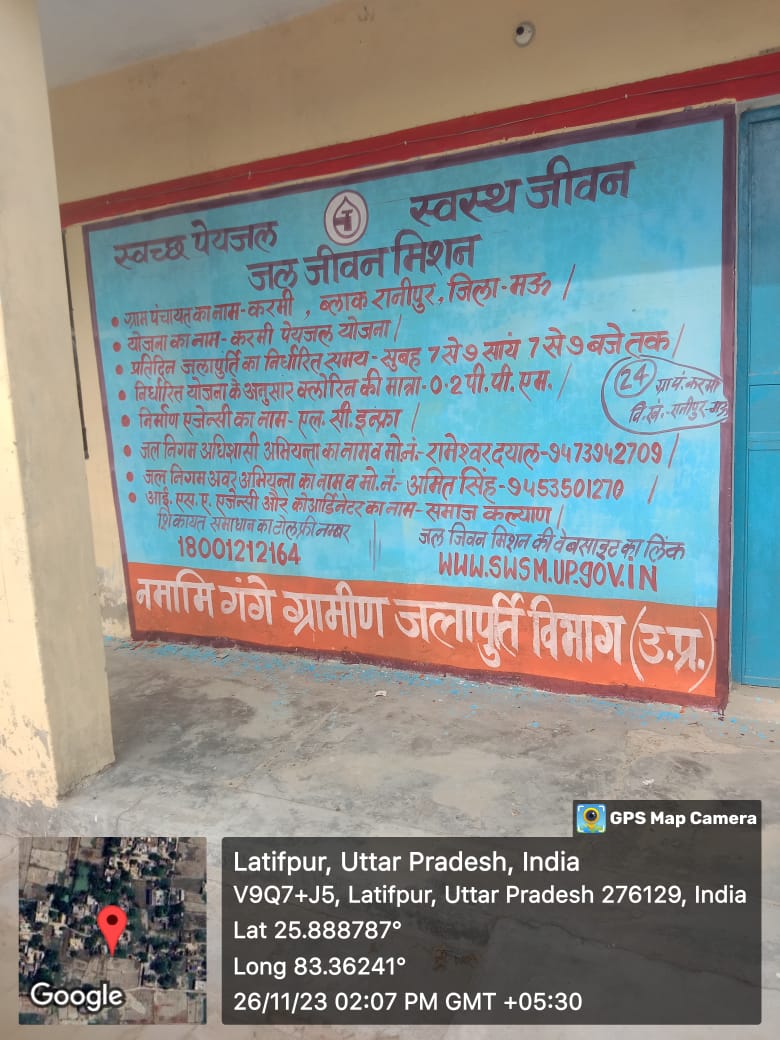 स्वच्छ पेयजल
स्वस्थ जीवन
जल जीवन मिशन
• ग्राम पंचायत का नाम - करमी , ब्लाक रानीपुर, जिला - मऊ /
• योजना का नाम - करमी पेयजल योजना /
• प्रतिदिन जलापुर्ति का निर्धारित समय - सुबह 7 से 9 सायं 7 से 9 बजे तक /
• निर्धारित योजना के अनुसार क्लोरिन की मात्रा - 0.2 पी. पी. एम. /
• निर्माण एजेन्सी का नाम - एल. सी. इन्फ्रा /
• जल निगम अधिशासी अभियन्ता का नाम व मो.नं.- रामेश्वर दयाल - 9473942709 /
• जल निगम अवर अभियन्ता का नाम व मो. नं.- अमित सिंह - 9453501270 /
• आई. एस. ए. एजेन्सी और कोआर्डिनेटर का नाम - समाज कल्याण /
24
ग्रा.पं. करमी
वि.खं.- रानीपुर - मऊ
शिकायत समाधान का टोल फ्री नम्बर
18001212164
जल जिवन मिशन की वेबसाइट का लिंक
WWW.SWSM.UP.GOV.IN
नमामि गंगे ग्रामीण जलापुर्ति विभाग (उ.प्र.)
GPS Map Camera
Latifpur, Uttar Pradesh, India
V9Q7+J5, Latifpur, Uttar Pradesh 276129, India
Lat 25.888787°
Long 83.36241°
26/11/23 02:07 PM GMT +05:30
Google